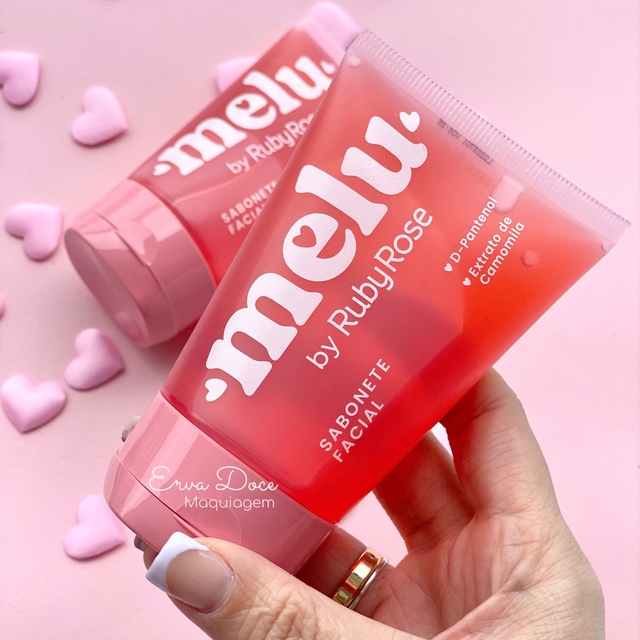 melu
by RubyRose
SABONETE
FACIAL
melu
by RubyRose
SABONETE
FACIAL
D-Pantenol
Extrato de
Camomila
Erva Doce
Maquiagem